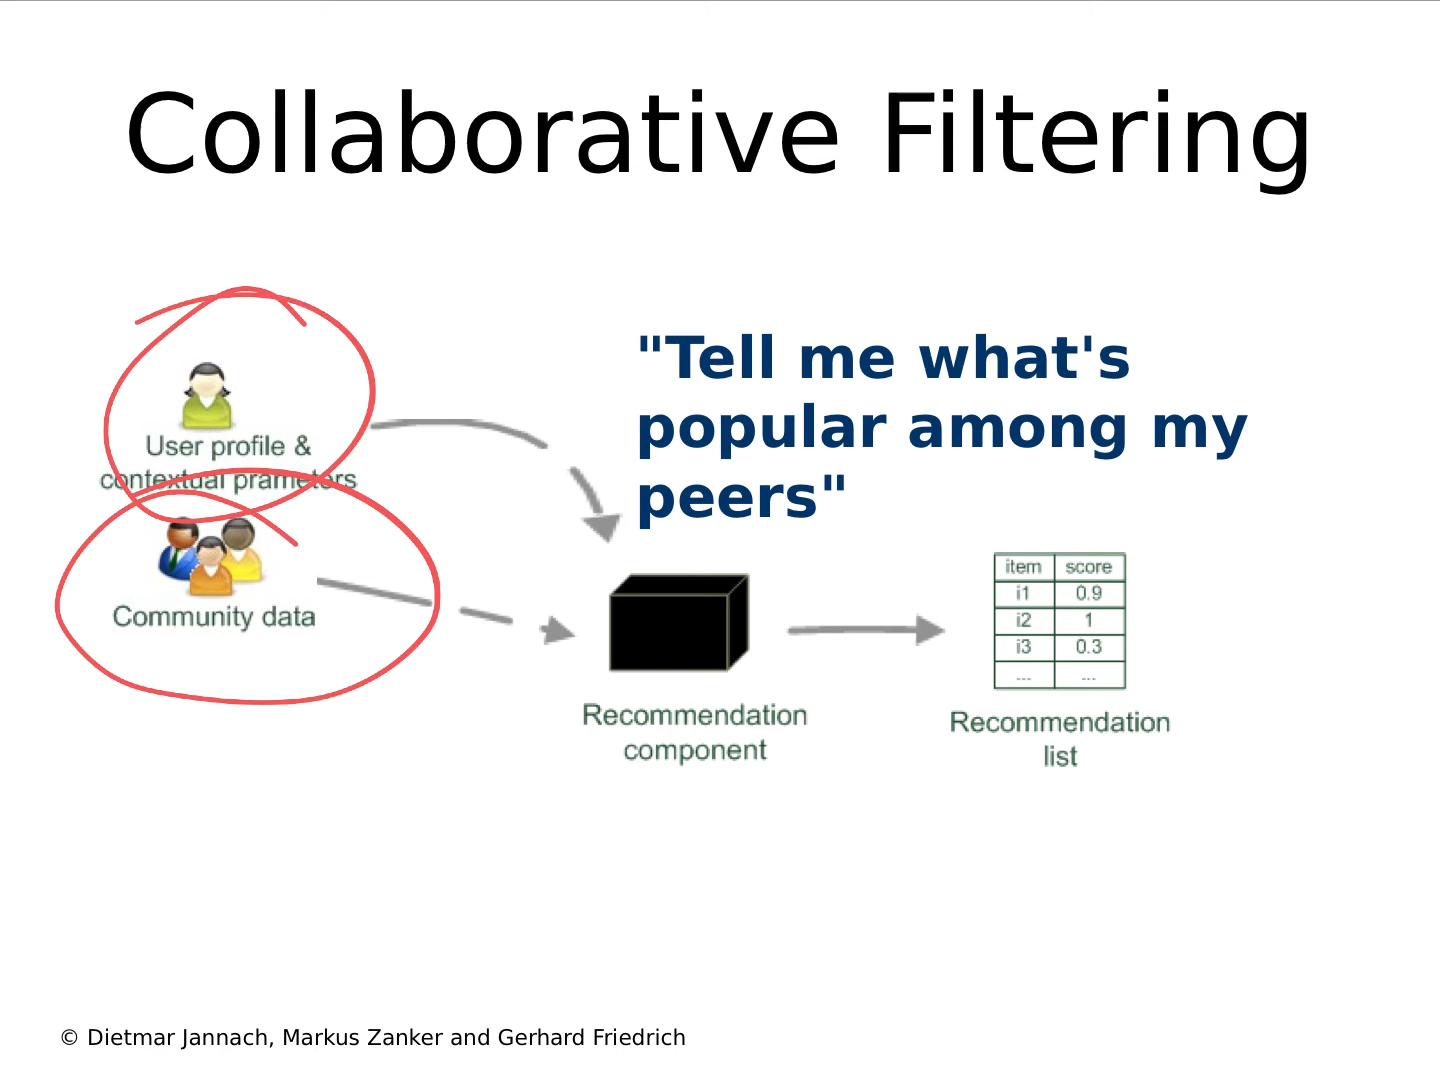 Collaborative Filtering
"Tell me what's
popular among my
peers"
User profile &
contextual prameters
Community data
item score
i1 0.9
i2 1
i3 0.3
... ...
Recommendation
component
Recommendation
list
© Dietmar Jannach, Markus Zanker and Gerhard Friedrich